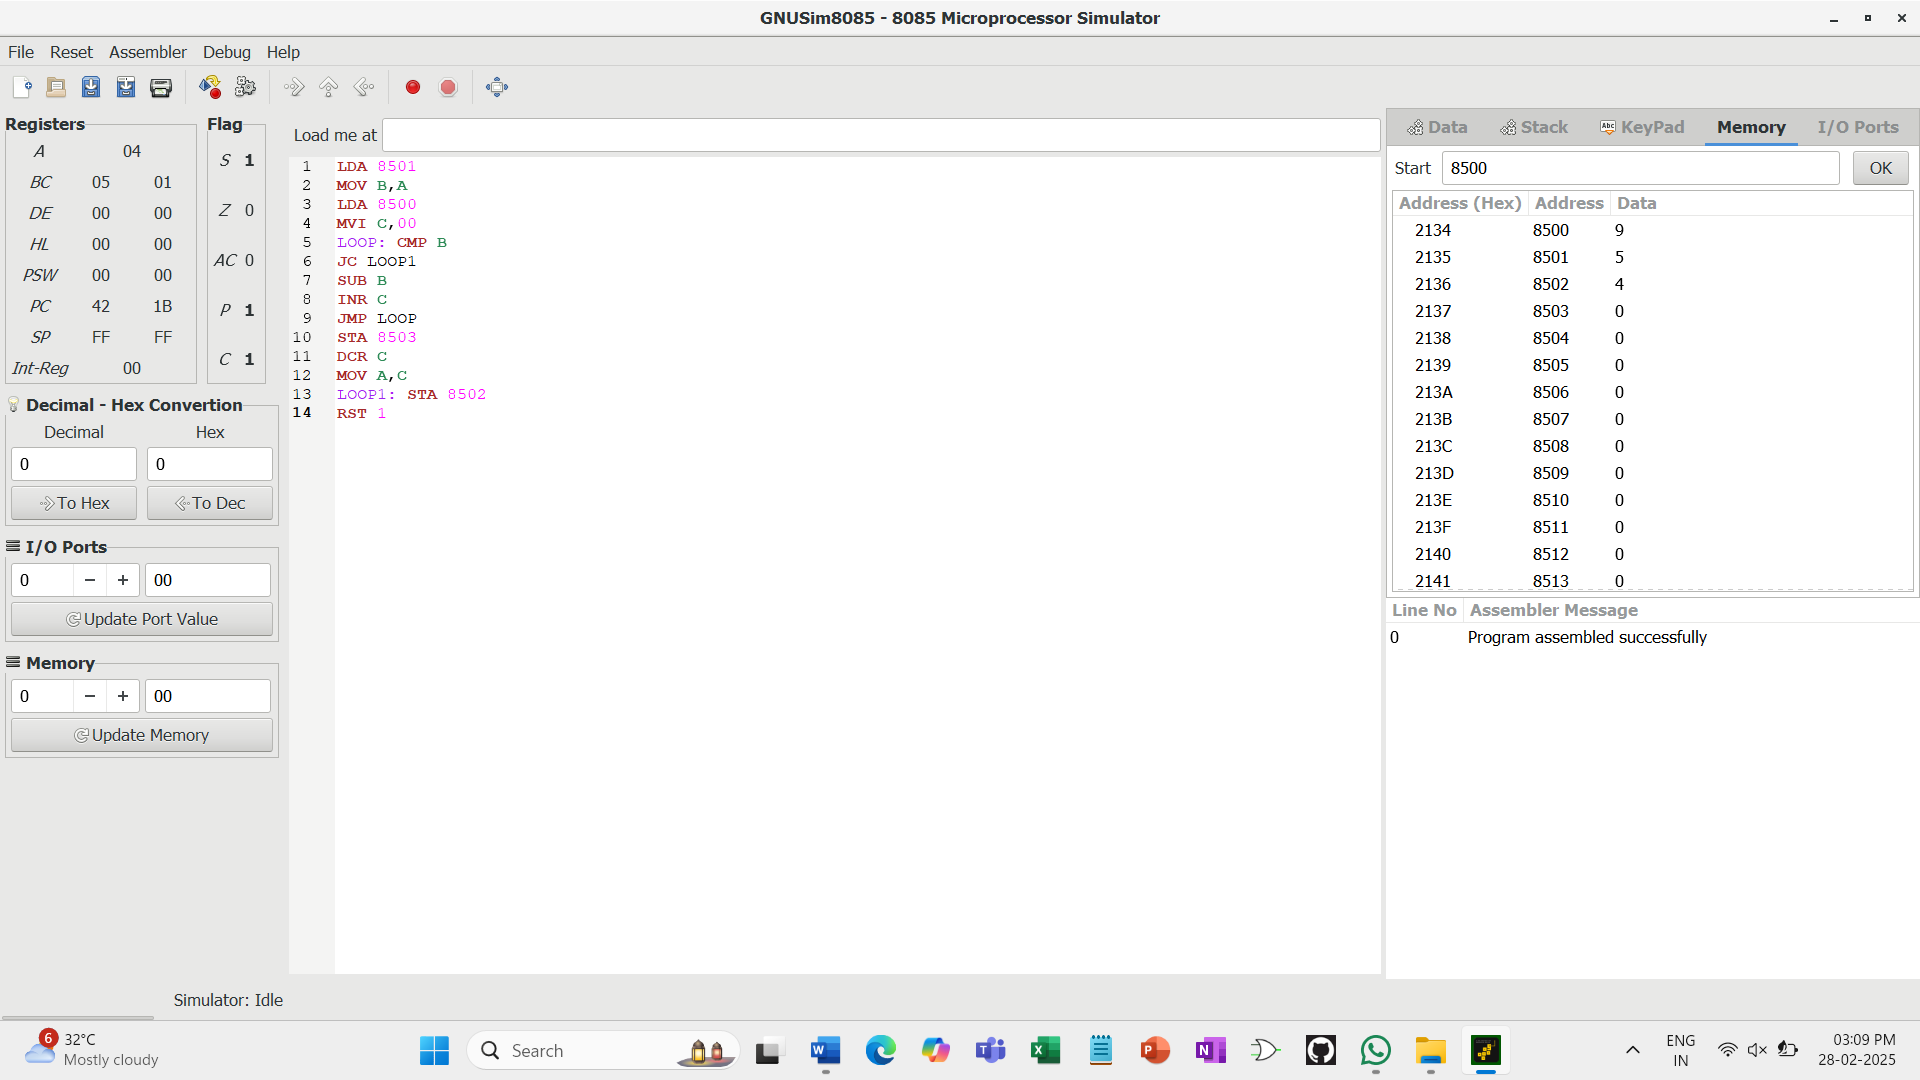 GNUSim8085 - 8085 Microprocessor Simulator
File Reset Assembler Debug Help
Registers
A 04
BC 05 01
DE 00 00
HL 00 00
PSW 00 00
PC 42 1B
SP FF FF
Int-Reg 00
Flag
S 1
Z 0
AC 0
P 1
C 1
Decimal - Hex Convertion
Decimal Hex
0 0
To Hex To Dec
I/O Ports
0 − + 00
Update Port Value
Memory
0 − + 00
Update Memory
Load me at
1 LDA 8501
2 MOV B,A
3 LDA 8500
4 MVI C,00
5 LOOP: CMP B
6 JC LOOP1
7 SUB B
8 INR C
9 JMP LOOP
10 STA 8503
11 DCR C
12 MOV A,C
13 LOOP1: STA 8502
14 RST 1
Data Stack Abc KeyPad Memory I/O Ports
Start 8500 OK
Address (Hex) Address Data
2134 8500 9
2135 8501 5
2136 8502 4
2137 8503 0
2138 8504 0
2139 8505 0
213A 8506 0
213B 8507 0
213C 8508 0
213D 8509 0
213E 8510 0
213F 8511 0
2140 8512 0
2141 8513 0
Line No Assembler Message
0 Program assembled successfully
Simulator: Idle
6
32°C
Mostly cloudy
Search
ENG
IN
03:09 PM
28-02-2025